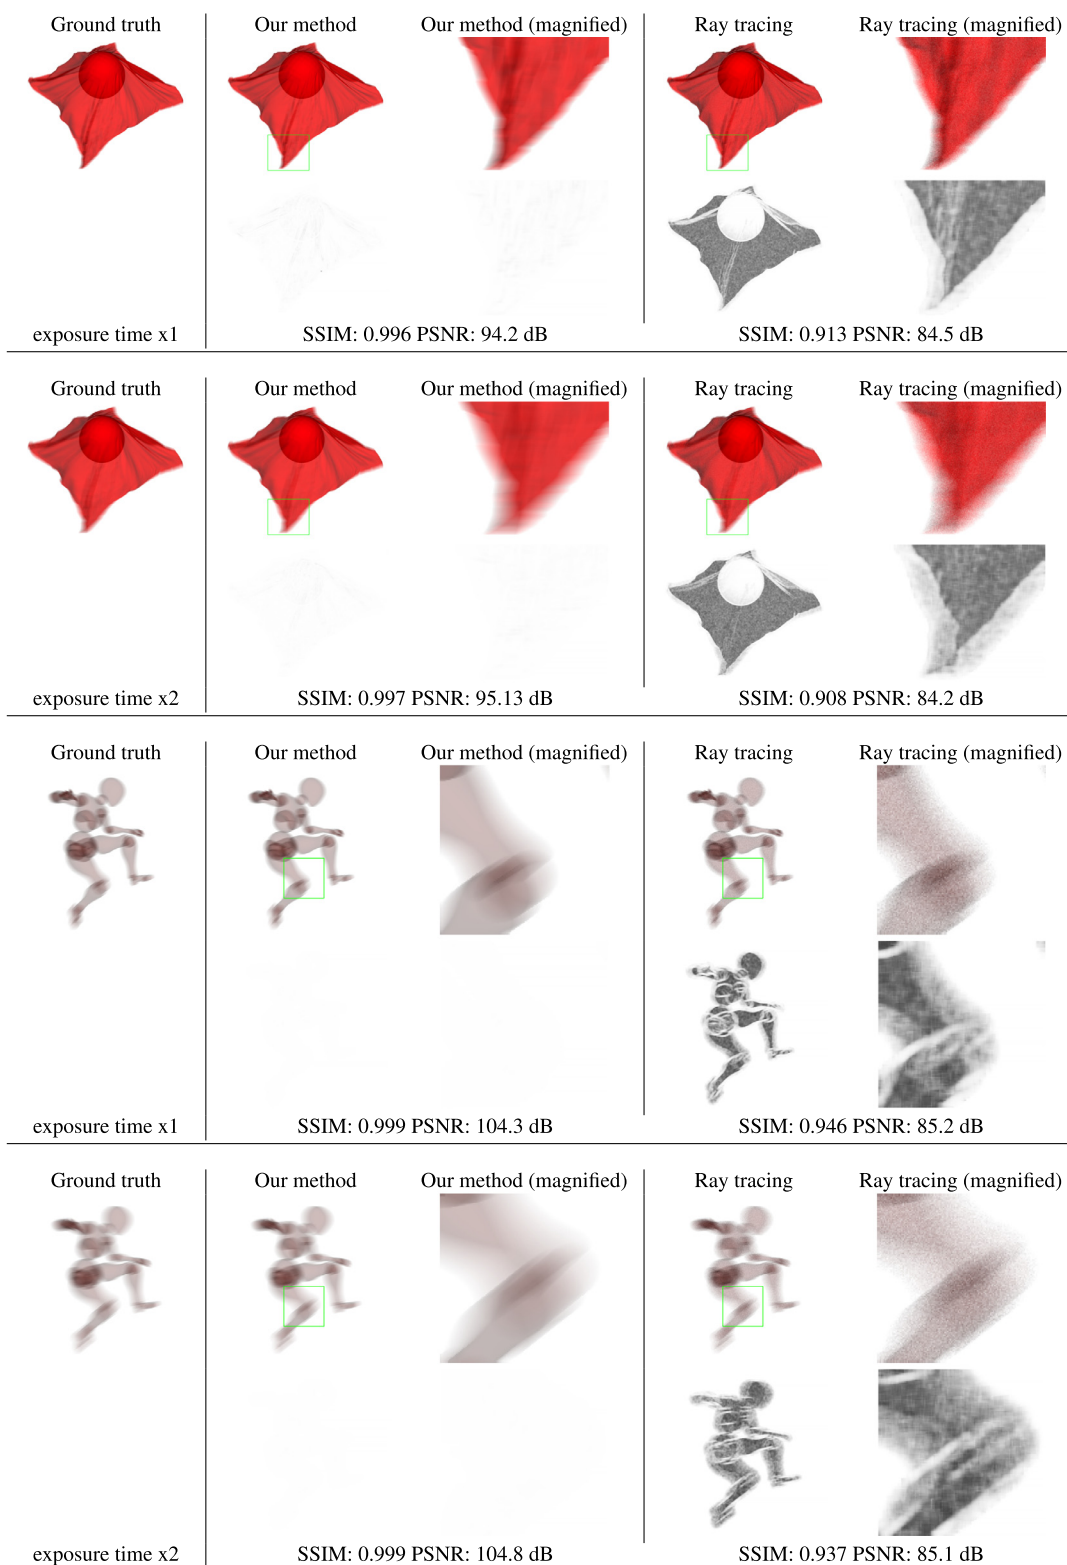 Ground truth Our method Our method (magnified) Ray tracing Ray tracing (magnified)
exposure time x1 SSIM: 0.996 PSNR: 94.2 dB SSIM: 0.913 PSNR: 84.5 dB
Ground truth Our method Our method (magnified) Ray tracing Ray tracing (magnified)
exposure time x2 SSIM: 0.997 PSNR: 95.13 dB SSIM: 0.908 PSNR: 84.2 dB
Ground truth Our method Our method (magnified) Ray tracing Ray tracing (magnified)
exposure time x1 SSIM: 0.999 PSNR: 104.3 dB SSIM: 0.946 PSNR: 85.2 dB
Ground truth Our method Our method (magnified) Ray tracing Ray tracing (magnified)
exposure time x2 SSIM: 0.999 PSNR: 104.8 dB SSIM: 0.937 PSNR: 85.1 dB